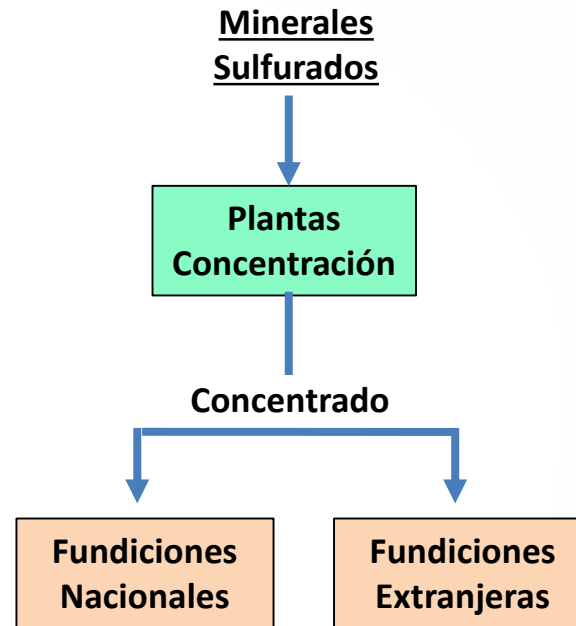 Minerales
Sulfurados
Plantas
Concentración
Concentrado
Fundiciones
Nacionales
Fundiciones
Extranjeras